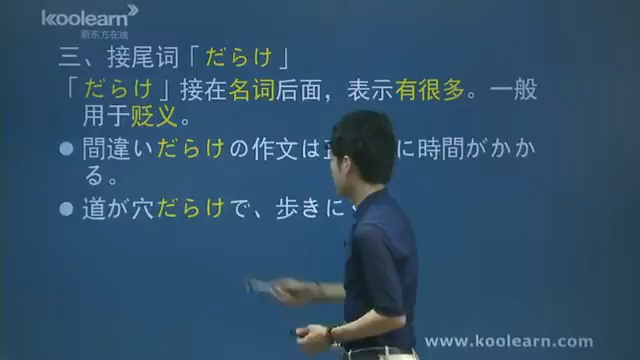 koolearn
新东方在线
三、接尾词「だらけ」
「だらけ」接在名词后面，表示有很多。一般
用于贬义。
● 間違いだらけの作文は に時間がかか
る。
● 道が穴だらけで、歩きに
www.koolearn.com